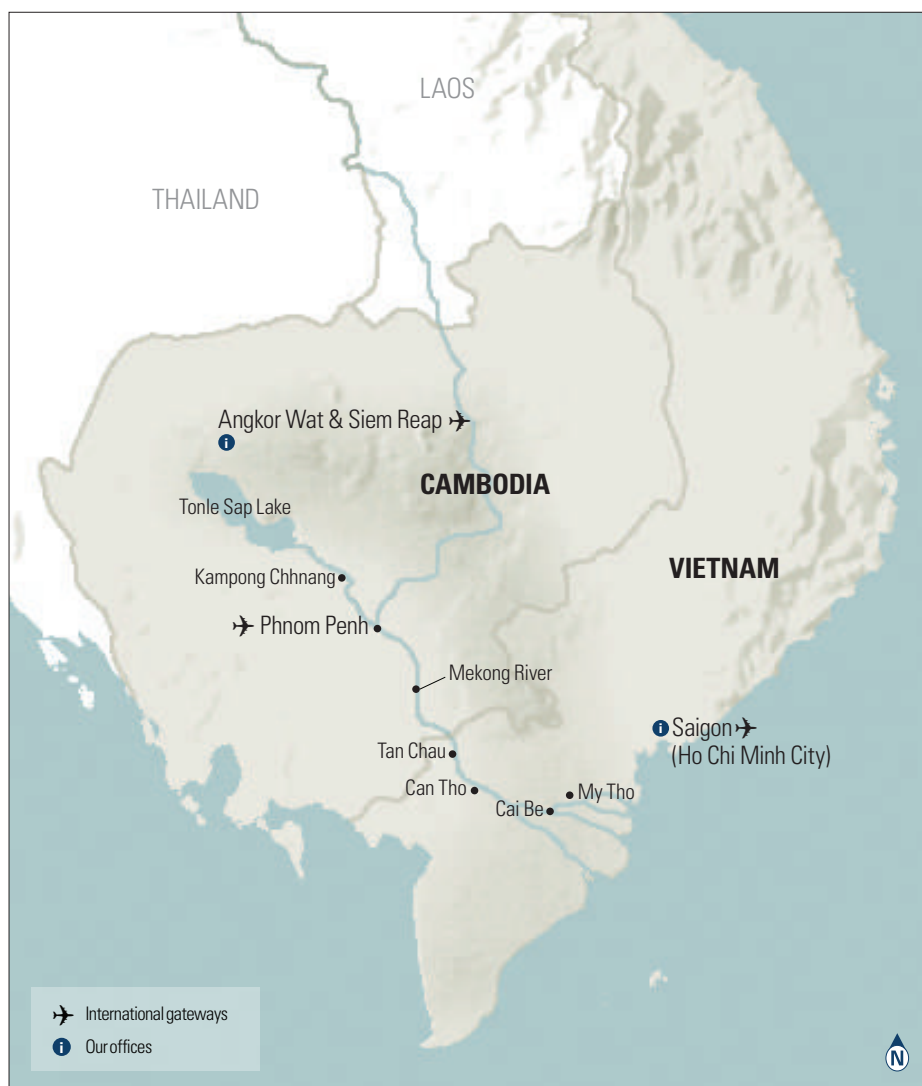 LAOS
THAILAND
Angkor Wat & Siem Reap
i
CAMBODIA
Tonle Sap Lake
VIETNAM
Kampong Chhnang
Phnom Penh
Mekong River
i Saigon
(Ho Chi Minh City)
Tan Chau
Can Tho
My Tho
Cai Be
International gateways
i Our offices
N